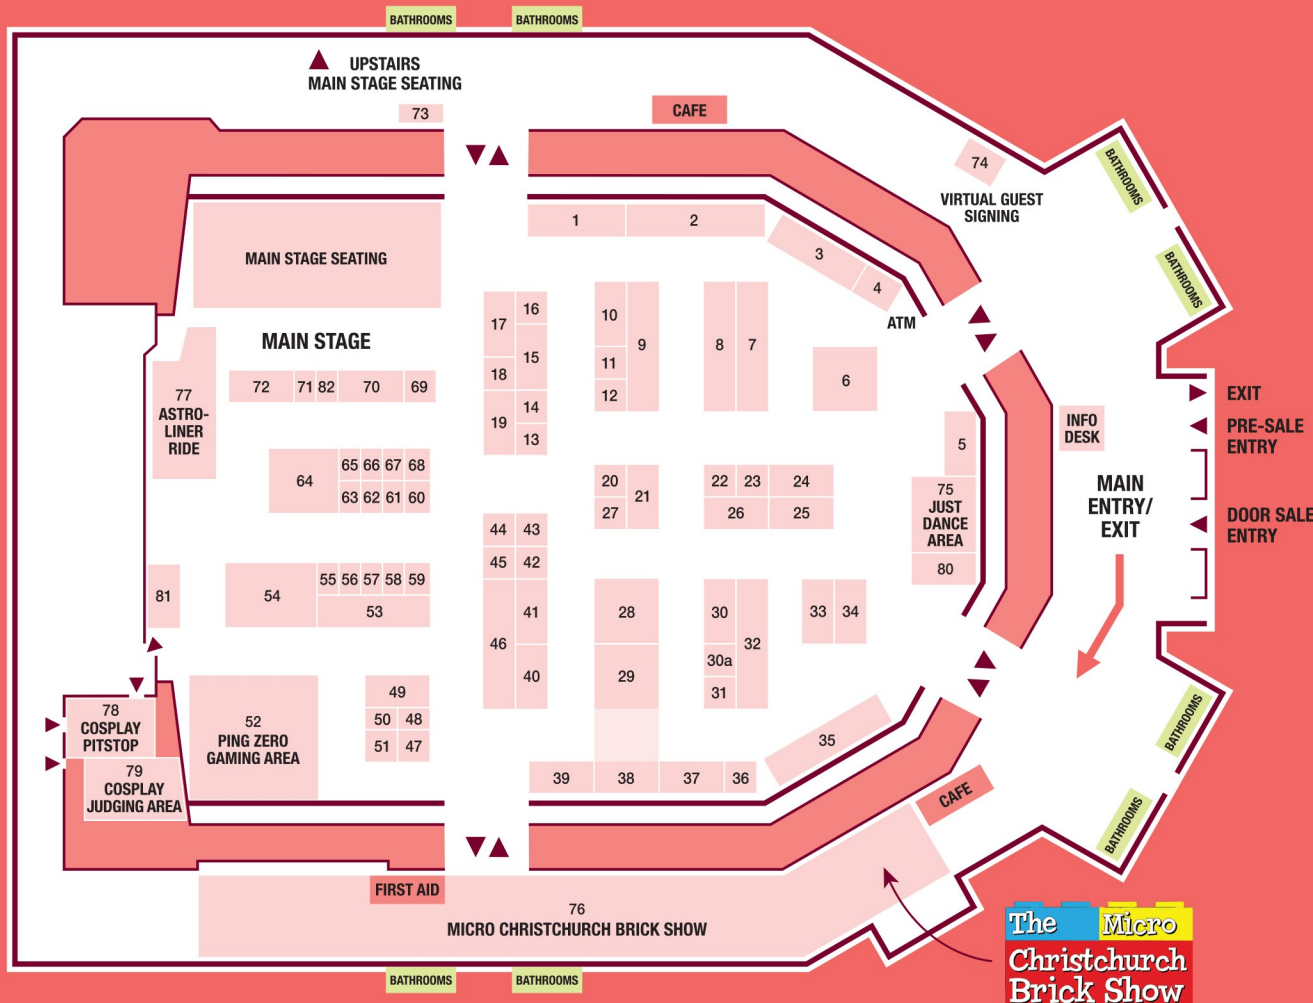 BATHROOMS
BATHROOMS
UPSTAIRS
MAIN STAGE SEATING
73
CAFE
74
VIRTUAL GUEST
SIGNING
BATHROOMS
BATHROOMS
1
2
3
4
ATM
MAIN STAGE SEATING
MAIN STAGE
17
16
15
18
14
19
13
10
9
11
12
8
7
6
72
71
82
70
69
77
ASTRO-
LINER
RIDE
64
65
66
67
68
63
62
61
60
20
21
27
22
23
24
26
25
5
75
JUST
DANCE
AREA
80
INFO
DESK
MAIN
ENTRY/
EXIT
EXIT
PRE-SALE
ENTRY
DOOR SALE
ENTRY
44
43
45
42
41
46
40
81
54
55
56
57
58
59
53
28
29
30
32
30a
31
33
34
49
50
48
51
47
52
PING ZERO
GAMING AREA
78
COSPLAY
PITSTOP
79
COSPLAY
JUDGING AREA
39
38
37
36
35
CAFE
BATHROOMS
BATHROOMS
FIRST AID
76
MICRO CHRISTCHURCH BRICK SHOW
BATHROOMS
BATHROOMS
The Micro
Christchurch
Brick Show